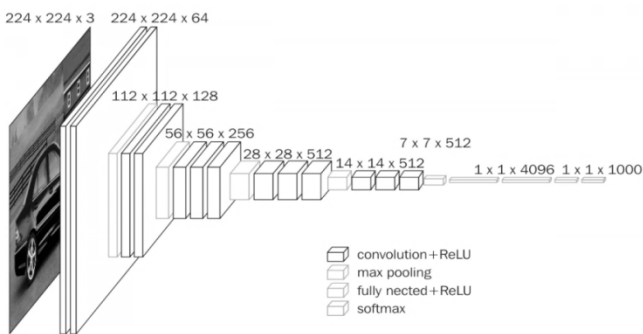 224 x 224 x 3
224 x 224 x 64
112 x 112 x 128
56 x 56 x 256
28 x 28 x 512
14 x 14 x 512
7 x 7 x 512
1 x 1 x 4096
1 x 1 x 1000
convolution+ReLU
max pooling
fully nected+ReLU
softmax